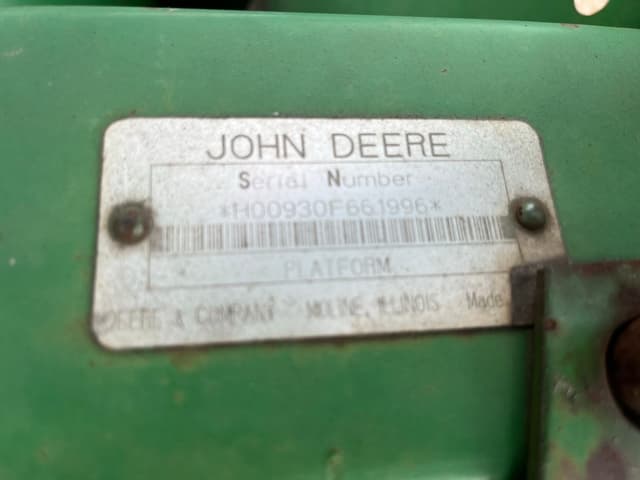 JOHN DEERE
Serial Number
*H00930F661996*
PLATFORM
DEERE & COMPANY MOLINE, ILLINOIS Made